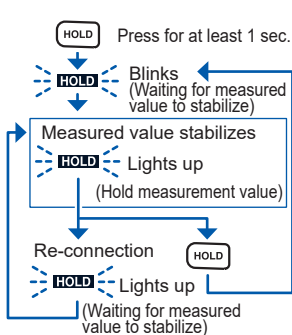 HOLD Press for at least 1 sec.
HOLD Blinks
(Waiting for measured
value to stabilize)
Measured value stabilizes
HOLD Lights up
(Hold measurement value)
Re-connection
HOLD
HOLD Lights up
(Waiting for measured
value to stabilize)